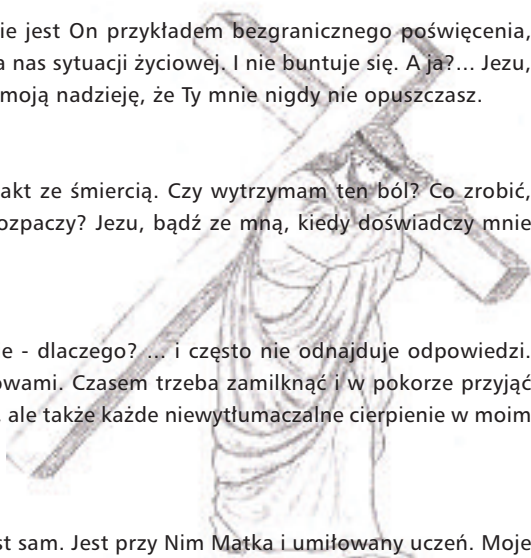 ie jest On przykładem bezgranicznego poświęcenia,
a nas sytuacji życiowej. I nie buntuje się. A ja?... Jezu,
moją nadzieję, że Ty mnie nigdy nie opuszczasz.
akt ze śmiercią. Czy wytrzymam ten ból? Co zrobić,
ozpaczy? Jezu, bądź ze mną, kiedy doświadczy mnie
e - dlaczego? ... i często nie odnajduje odpowiedzi.
owami. Czasem trzeba zamilknąć i w pokorze przyjąć
ale także każde niewytłumaczalne cierpienie w moim
st sam. Jest przy Nim Matka i umiłowany uczeń. Moje